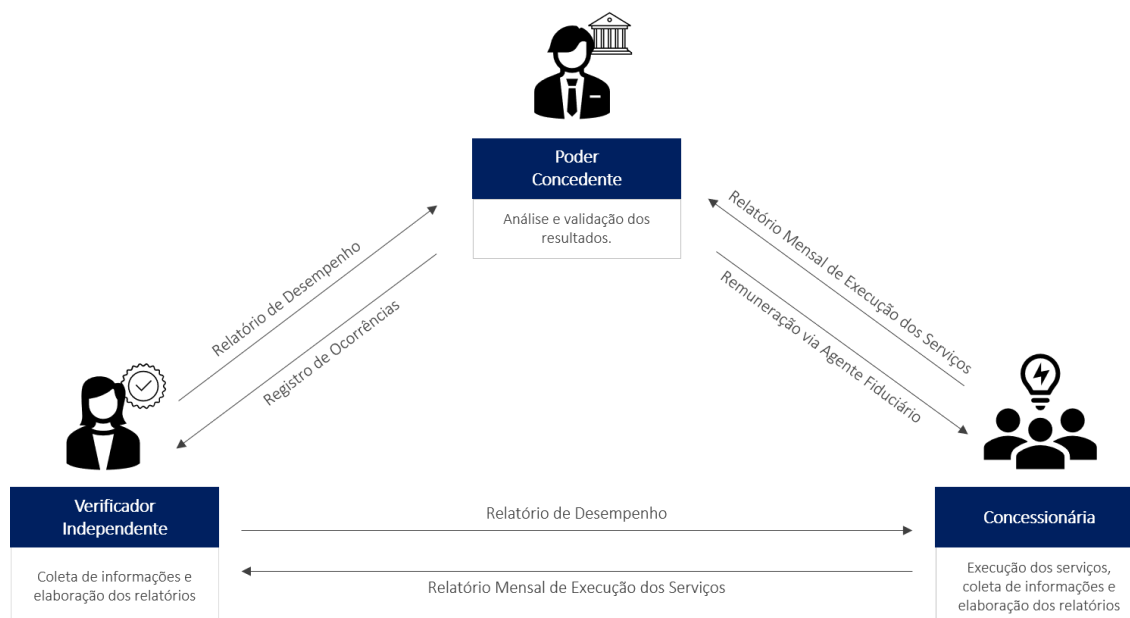 Poder
Concedente
Análise e validação dos
resultados.
Relatório de Desempenho
Registro de Ocorrências
Relatório Mensal de Execução dos Serviços
Remuneração via Agente Fiduciário
Verificador
Independente
Coleta de informações e
elaboração dos relatórios
Relatório de Desempenho
Relatório Mensal de Execução dos Serviços
Concessionária
Execução dos serviços,
coleta de informações e
elaboração dos relatórios